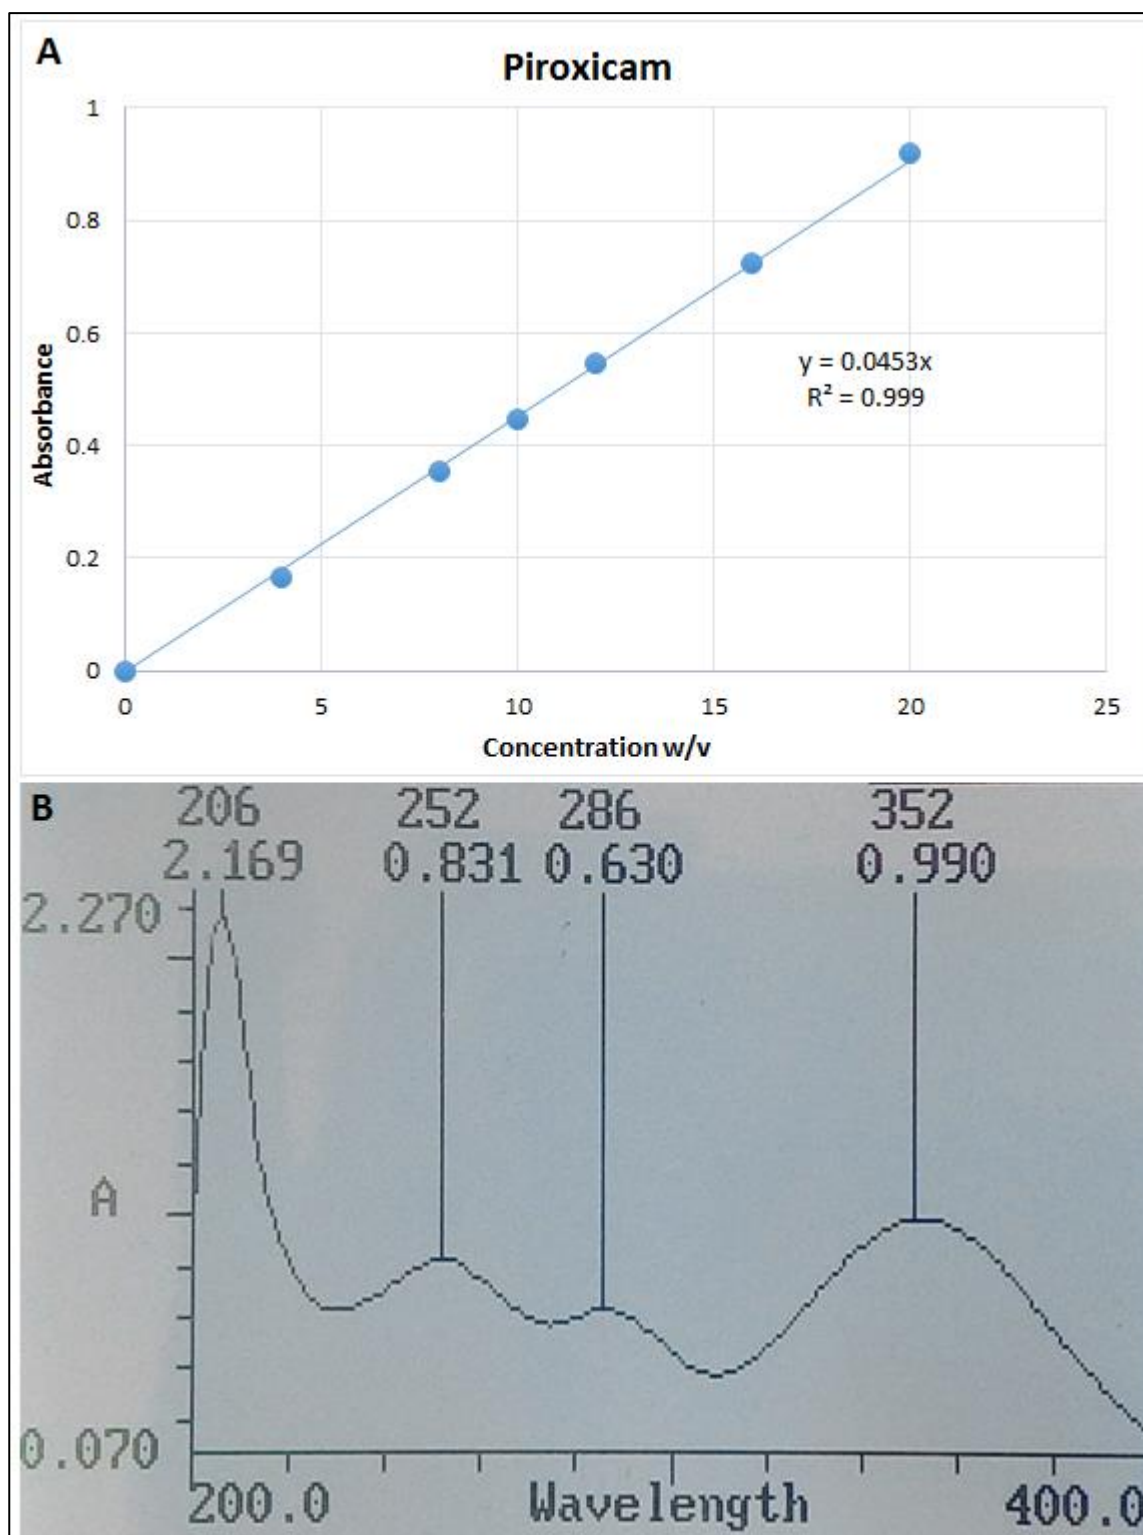 A
Piroxicam
1
0.8
0.6
0.4
0.2
0
Absorbance
y = 0.0453x
R² = 0.999
0 5 10 15 20 25
Concentration w/v
B
206 252 286 352
2.169 0.831 0.630 0.990
2.270
A
0.070
200.0 Wavelength 400.0